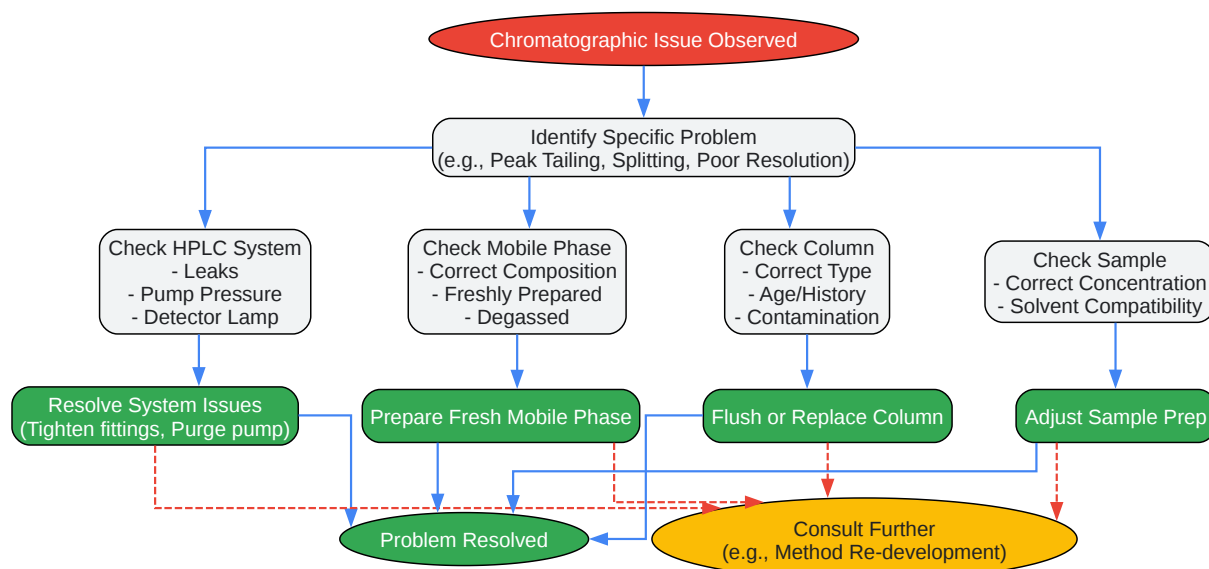 Chromatographic Issue Observed
Identify Specific Problem
(e.g., Peak Tailing, Splitting, Poor Resolution)
Check HPLC System
- Leaks
- Pump Pressure
- Detector Lamp
Check Mobile Phase
- Correct Composition
- Freshly Prepared
- Degassed
Check Column
- Correct Type
- Age/History
- Contamination
Check Sample
- Correct Concentration
- Solvent Compatibility
Resolve System Issues
(Tighten fittings, Purge pump)
Prepare Fresh Mobile Phase
Flush or Replace Column
Adjust Sample Prep
Problem Resolved
Consult Further
(e.g., Method Re-development)